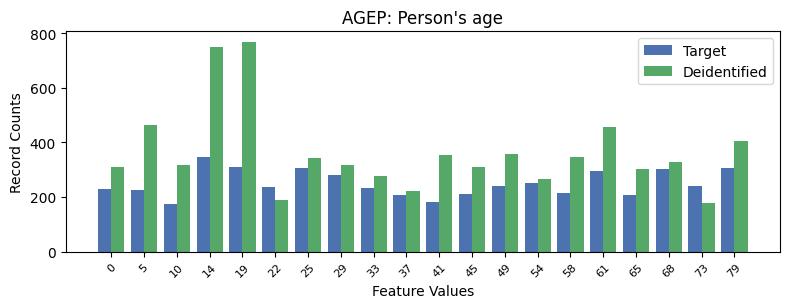 AGEP: Person's age
Record Counts
800
600
400
200
0
Target
Deidentified
0 5 10 14 19 22 25 29 33 37 41 45 49 54 58 61 65 68 73 79
Feature Values